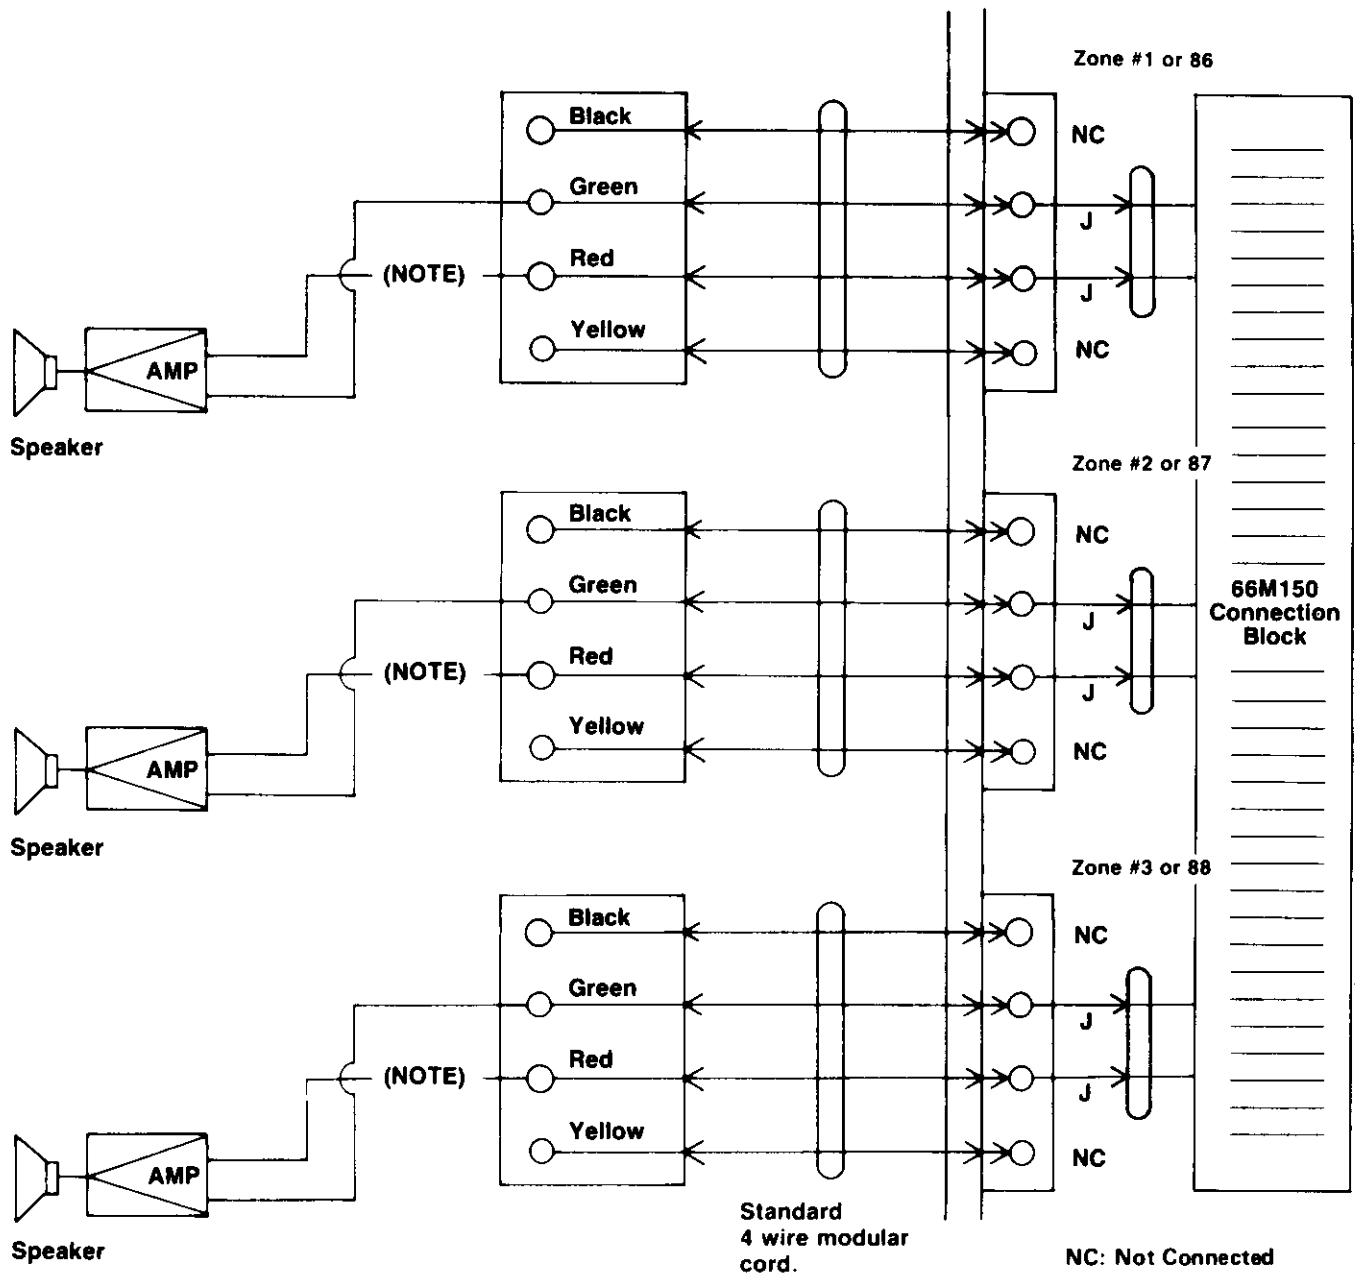 Zone #1 or 86
Black
NC
Green
J
Red
(NOTE)
J
Yellow
NC
AMP
Speaker
Zone #2 or 87
Black
NC
Green
J
66M150
Connection
Block
Red
(NOTE)
J
Yellow
NC
AMP
Speaker
Zone #3 or 88
Black
NC
Green
J
Red
(NOTE)
J
Yellow
NC
AMP
Speaker
Standard
4 wire modular
cord.
NC: Not Connected